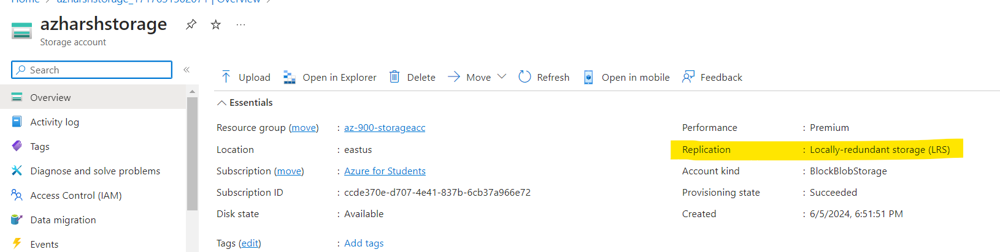 Home > azharshstorage_1717631502071 | Overview >
azharshstorage
Storage account
Search
Upload Open in Explorer Delete Move Refresh Open in mobile Feedback
Overview
Activity log
Tags
Diagnose and solve problems
Access Control (IAM)
Data migration
Events
Essentials
Resource group (move) : az-900-storageacc
Location : eastus
Subscription (move) : Azure for Students
Subscription ID : ccde370e-d707-4e41-837b-6cb37a966e72
Disk state : Available
Tags (edit) : Add tags
Performance : Premium
Replication : Locally-redundant storage (LRS)
Account kind : BlockBlobStorage
Provisioning state : Succeeded
Created : 6/5/2024, 6:51:51 PM